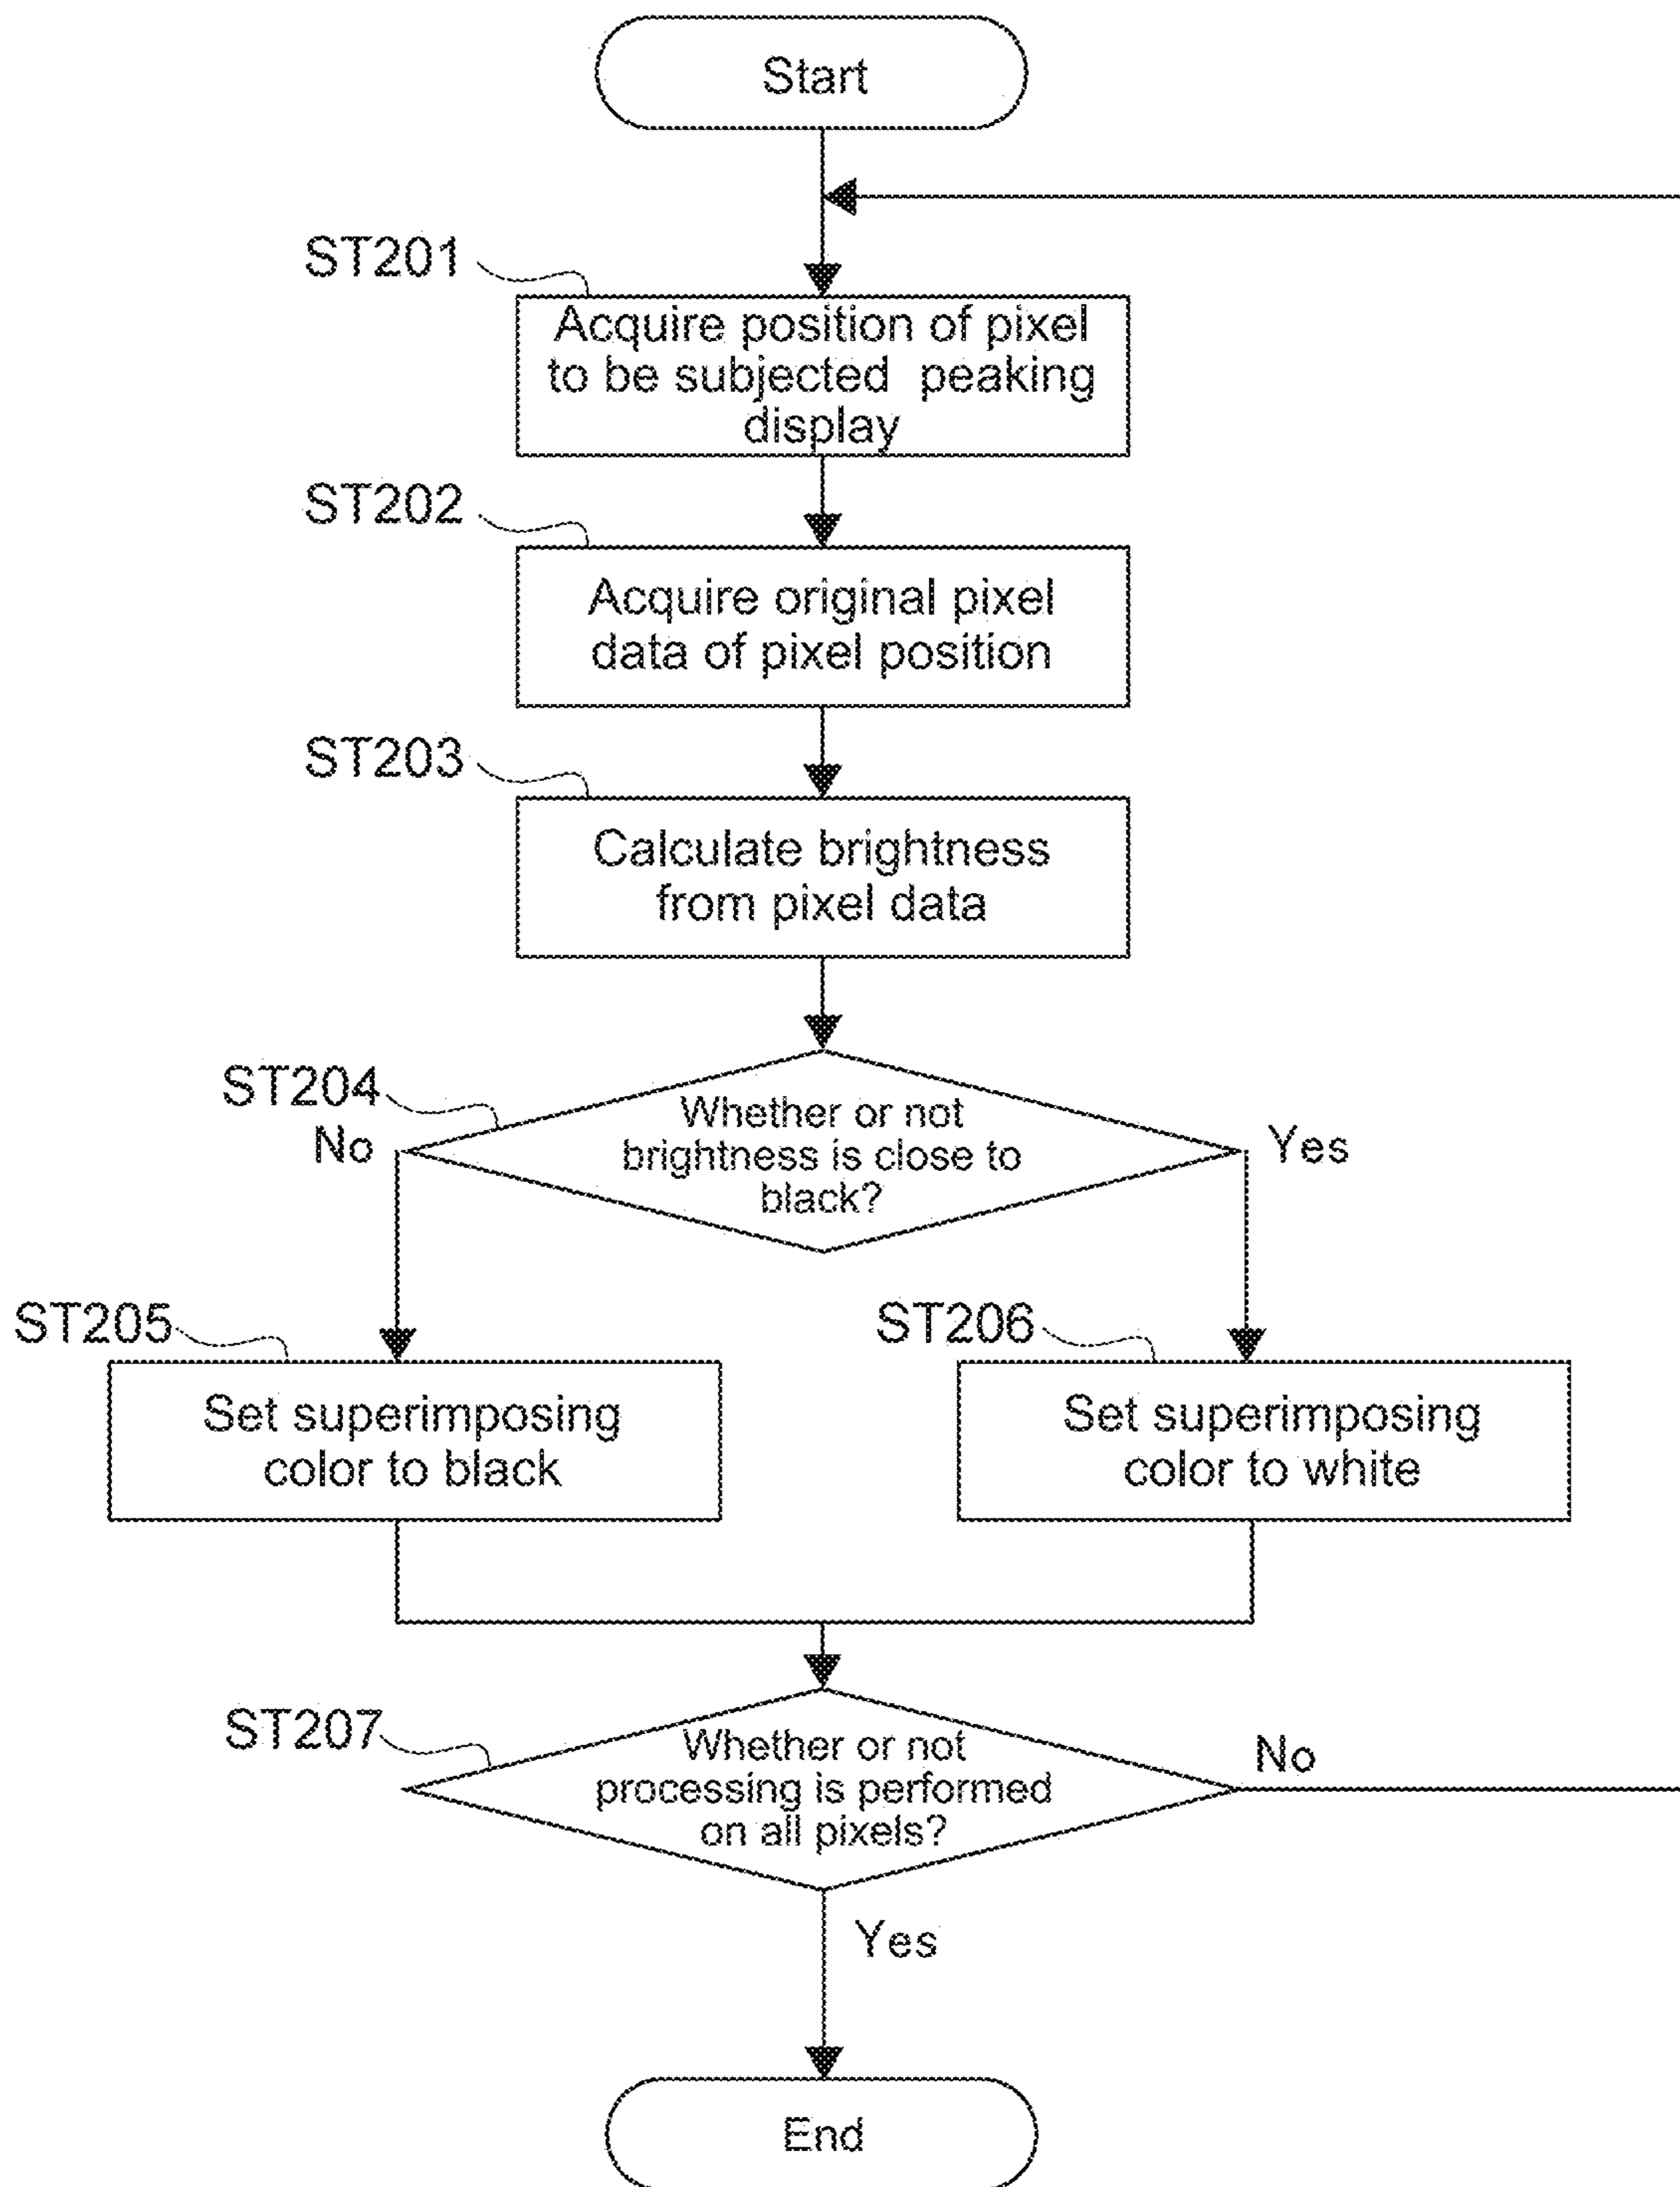 Start
ST201
Acquire position of pixel
to be subjected peaking
display
ST202
Acquire original pixel
data of pixel position
ST203
Calculate brightness
from pixel data
ST204
Whether or not
brightness is close to
black?
No
Yes
ST205
Set superimposing
color to black
ST206
Set superimposing
color to white
ST207
Whether or not
processing is performed
on all pixels?
No
Yes
End